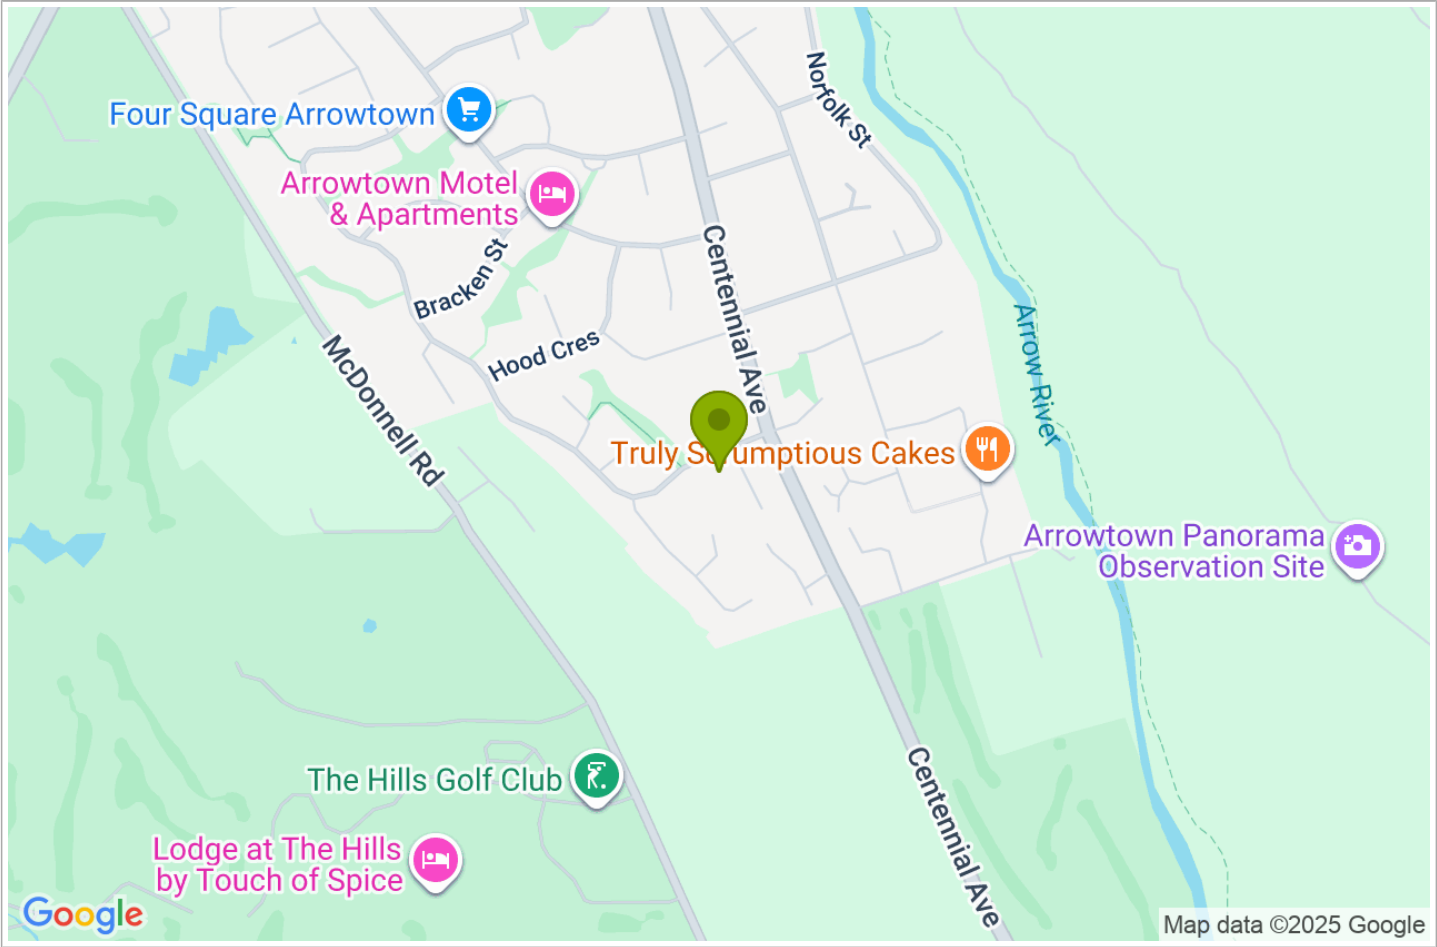 Norfolk St
Four Square Arrowtown
Arrowtown Motel
& Apartments
Bracken St
Centennial Ave
Hood Cres
McDonnell Rd
Arrow River
Truly Scrumptious Cakes
Arrowtown Panorama
Observation Site
The Hills Golf Club
Centennial Ave
Lodge at The Hills
by Touch of Spice
Google
Map data ©2025 Google